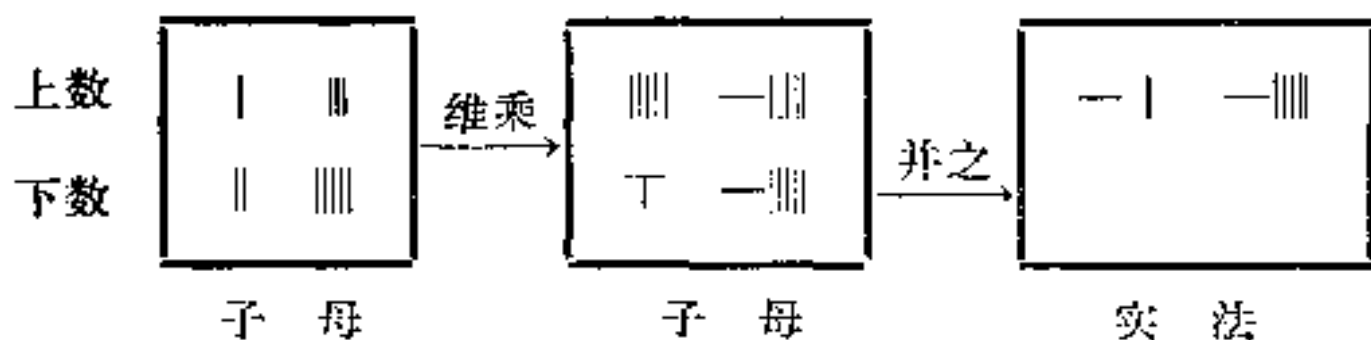 上数
下数
维乘
并之
子 母
子 母
实 法